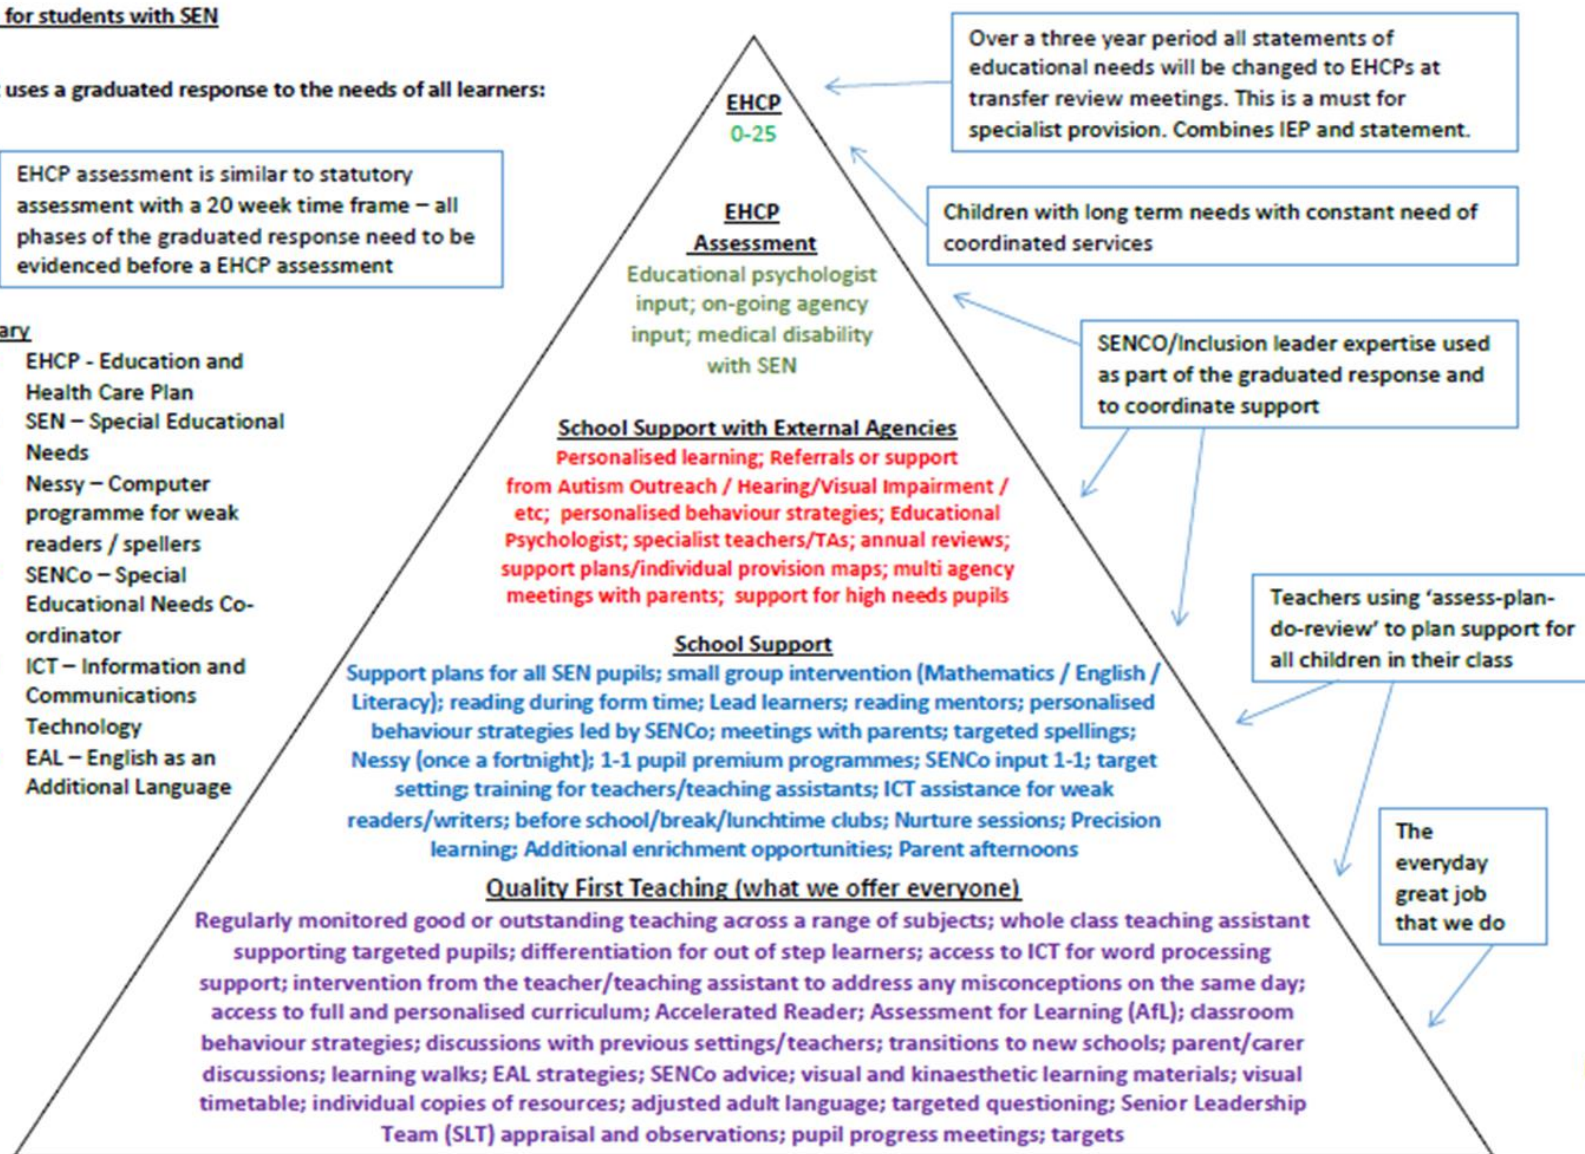 for students with SEN
uses a graduated response to the needs of all learners:
EHCP assessment is similar to statutory
assessment with a 20 week time frame – all
phases of the graduated response need to be
evidenced before a EHCP assessment
ary
EHCP - Education and
Health Care Plan
SEN – Special Educational
Needs
Nessy – Computer
programme for weak
readers / spellers
SENCo – Special
Educational Needs Co-
ordinator
ICT – Information and
Communications
Technology
EAL – English as an
Additional Language
EHCP
0-25
EHCP
Assessment
Educational psychologist
input; on-going agency
input; medical disability
with SEN
School Support with External Agencies
Personalised learning; Referrals or support
from Autism Outreach / Hearing/Visual Impairment /
etc; personalised behaviour strategies; Educational
Psychologist; specialist teachers/TAs; annual reviews;
support plans/individual provision maps; multi agency
meetings with parents; support for high needs pupils
School Support
Support plans for all SEN pupils; small group intervention (Mathematics / English /
Literacy); reading during form time; Lead learners; reading mentors; personalised
behaviour strategies led by SENCo; meetings with parents; targeted spellings;
Nessy (once a fortnight); 1-1 pupil premium programmes; SENCo input 1-1; target
setting; training for teachers/teaching assistants; ICT assistance for weak
readers/writers; before school/break/lunchtime clubs; Nurture sessions; Precision
learning; Additional enrichment opportunities; Parent afternoons
Quality First Teaching (what we offer everyone)
Regularly monitored good or outstanding teaching across a range of subjects; whole class teaching assistant
supporting targeted pupils; differentiation for out of step learners; access to ICT for word processing
support; intervention from the teacher/teaching assistant to address any misconceptions on the same day;
access to full and personalised curriculum; Accelerated Reader; Assessment for Learning (AfL); classroom
behaviour strategies; discussions with previous settings/teachers; transitions to new schools; parent/carer
discussions; learning walks; EAL strategies; SENCo advice; visual and kinaesthetic learning materials; visual
timetable; individual copies of resources; adjusted adult language; targeted questioning; Senior Leadership
Team (SLT) appraisal and observations; pupil progress meetings; targets
Over a three year period all statements of
educational needs will be changed to EHCPs at
transfer review meetings. This is a must for
specialist provision. Combines IEP and statement.
Children with long term needs with constant need of
coordinated services
SENCO/Inclusion leader expertise used
as part of the graduated response and
to coordinate support
Teachers using ‘assess-plan-
do-review’ to plan support for
all children in their class
The
everyday
great job
that we do